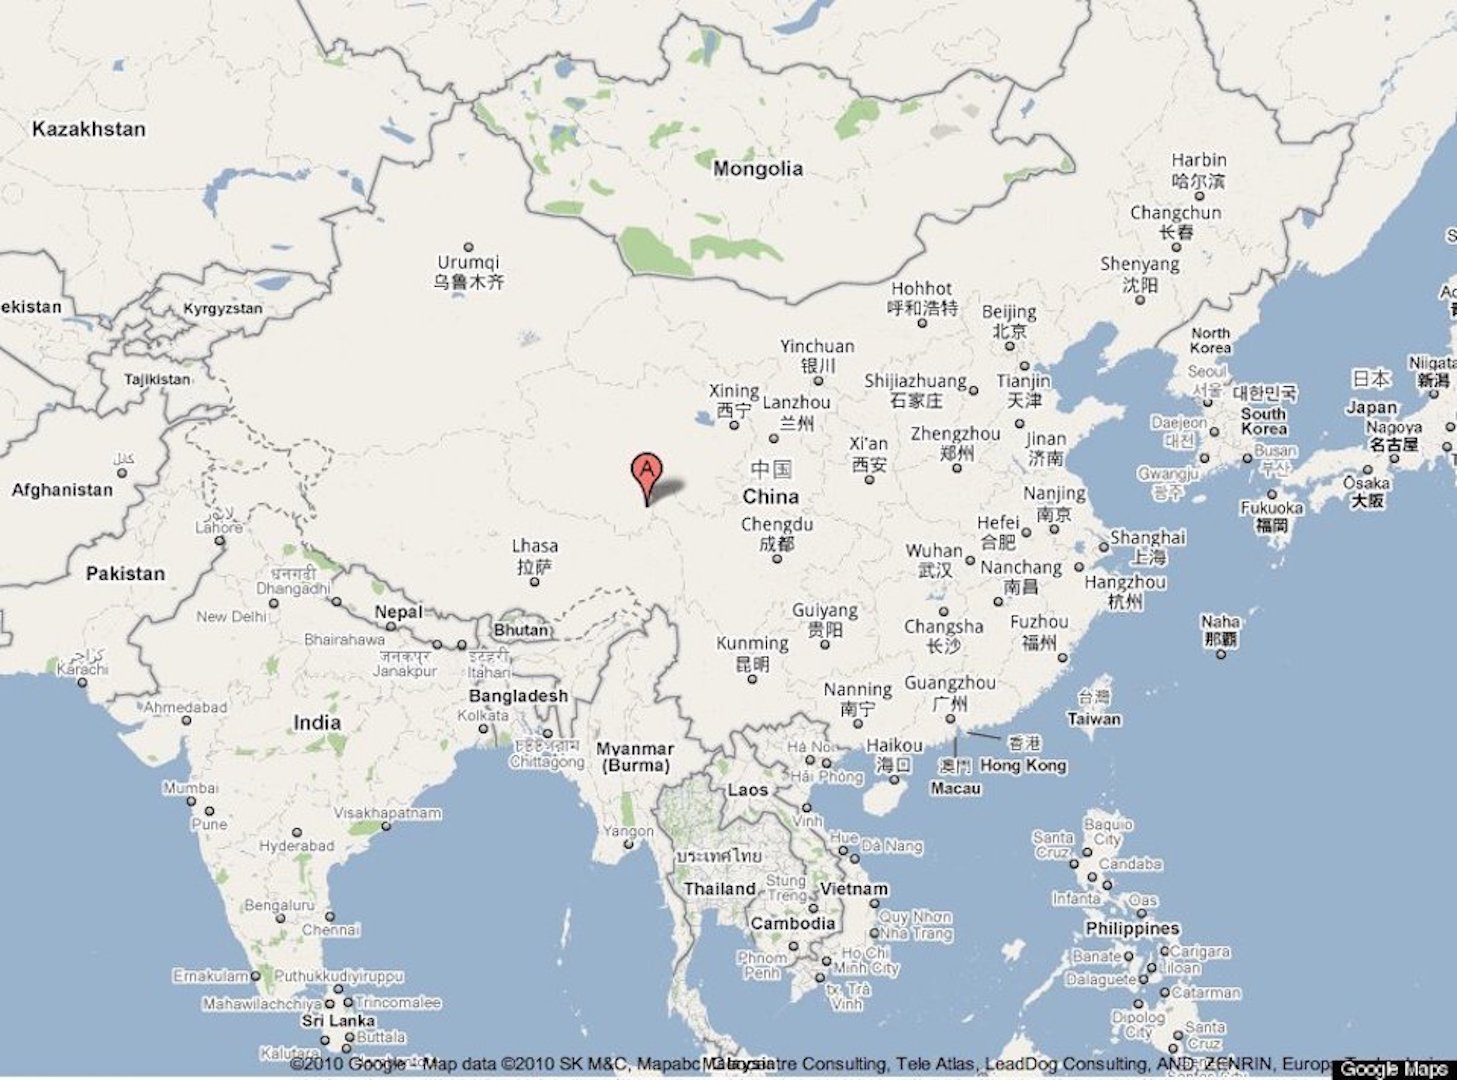 Kazakhstan
Mongolia
Harbin
哈尔滨
Changchun
长春
Shenyang
沈阳
Urumqi
乌鲁木齐
Hohhot
呼和浩特
ekistan
Kyrgyzstan
Beijing
北京
North
Korea
Yinchuan
银川
Tajikistan
Shijiazhuang
石家庄
Tianjin
天津
Seoul
서울
대한민국
South
Korea
日本
Japan
Niigata
新潟
Xining
西宁
Lanzhou
兰州
Daejeon
대전
Nagoya
名古屋
Xi'an
西安
Zhengzhou
郑州
Jinan
济南
Busan
부산
Gwangju
광주
Osaka
大阪
A
中国
China
Afghanistan
Nanjing
南京
Fukuoka
福岡
لاہور
Lahore
Chengdu
成都
Hefei
合肥
Shanghai
上海
Lhasa
拉萨
Wuhan
武汉
Nanchang
南昌
Hangzhou
杭州
Pakistan
धनगढी
Dhangadhi
New Delhi
Nepal
Bhutan
Guiyang
贵阳
Changsha
长沙
Fuzhou
福州
Naha
那覇
Bhairahawa
जनकपुर
Janakpur
इटहरी
Itahari
Kunming
昆明
كراچى
Karachi
Bangladesh
Nanning
南宁
Guangzhou
广州
台灣
Taiwan
Ahmedabad
India
Kolkata
Chittagong
Myanmar
(Burma)
Hà Nội
Hải Phòng
Haikou
海口
澳門
Macau
香港
Hong Kong
Laos
Mumbai
Pune
Visakhapatnam
Hyderabad
Yangon
Vinh
Hue
Da Nang
Santa
Cruz
Baguio
City
Candaba
ประเทศไทย
Thailand
Stung
Treng
Vietnam
Infanta
Oas
Bengaluru
Chennai
Cambodia
Quy Nhơn
Nha Trang
Philippines
Phnom
Penh
Ho Chi
Minh City
Banate
Carigara
Liloan
Dalaguete
Ernakulam
Puthukkudiyiruppu
Mahawilachchiya
Trincomalee
tx. Trà
Vinh
Catarman
Sri Lanka
Buttala
Dipolog
City
Santa
Cruz
Kalutara
©2010 Google - Map data ©2010 SK M&C, Mapabc, Centre Consulting, Tele Atlas, LeadDog Consulting, AND, ZENRIN, Europ
Malaysia
Google Maps